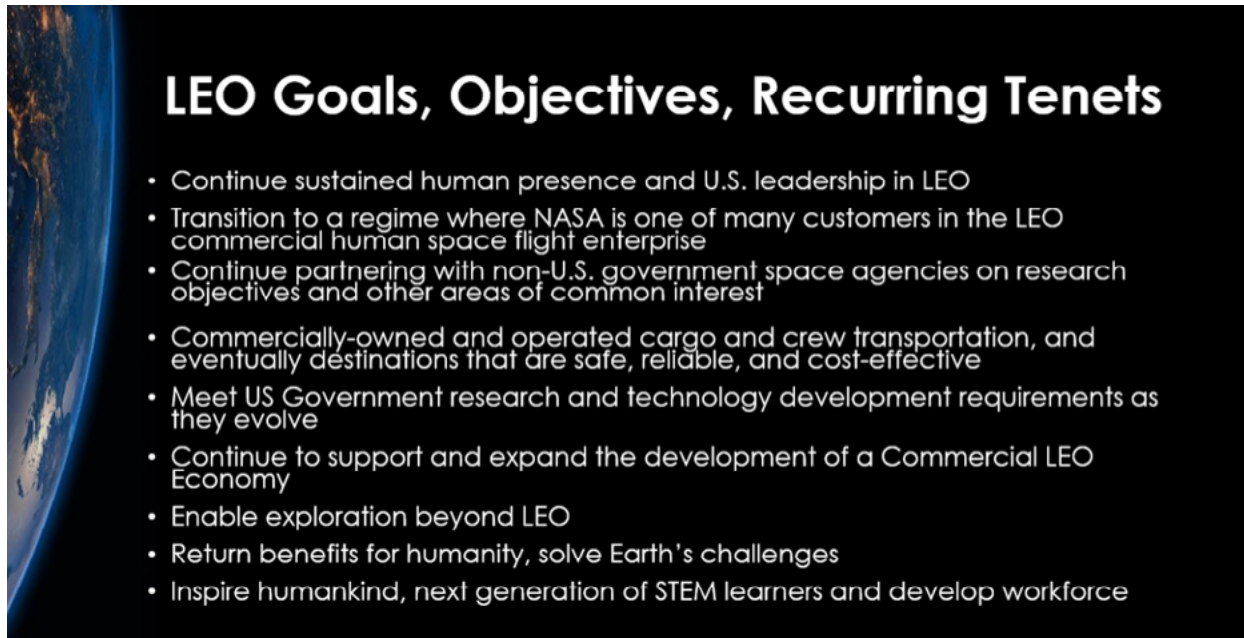 LEO Goals, Objectives, Recurring Tenets
• Continue sustained human presence and U.S. leadership in LEO
• Transition to a regime where NASA is one of many customers in the LEO
commercial human space flight enterprise
• Continue partnering with non-U.S. government space agencies on research
objectives and other areas of common interest
• Commercially-owned and operated cargo and crew transportation, and
eventually destinations that are safe, reliable, and cost-effective
• Meet US Government research and technology development requirements as
they evolve
• Continue to support and expand the development of a Commercial LEO
Economy
• Enable exploration beyond LEO
• Return benefits for humanity, solve Earth's challenges
• Inspire humankind, next generation of STEM learners and develop workforce